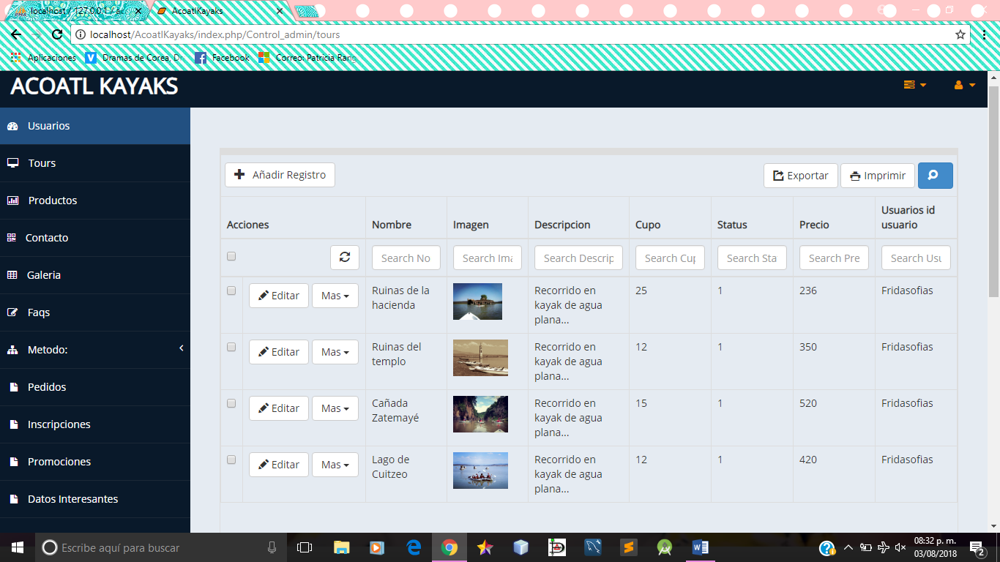 localhost / 127.0.0.1 / ac
AcoatlKayaks
localhost/AcoatlKayaks/index.php/Control_admin/tours
Aplicaciones
Dramas de Corea, Dr
Facebook
Correo: Patricia Rang
ACOATL KAYAKS
Usuarios
Tours
Productos
Contacto
Galeria
Faqs
Metodo:
Pedidos
Inscripciones
Promociones
Datos Interesantes
Añadir Registro
Exportar
Imprimir
Acciones
Nombre
Imagen
Descripcion
Cupo
Status
Precio
Usuarios id
usuario
Search No
Search Ima
Search Descrip
Search Cup
Search Sta
Search Pre
Search Usu
Editar
Mas
Ruinas de la
hacienda
Recorrido en
kayak de agua
plana...
25
1
236
Fridasofias
Editar
Mas
Ruinas del
templo
Recorrido en
kayak de agua
plana...
12
1
350
Fridasofias
Editar
Mas
Cañada
Zatemayé
Recorrido en
kayak de agua
plana...
15
1
520
Fridasofias
Editar
Mas
Lago de
Cuitzeo
Recorrido en
kayak de agua
plana...
12
1
420
Fridasofias
Escribe aquí para buscar
08:32 p. m.
03/08/2018
2